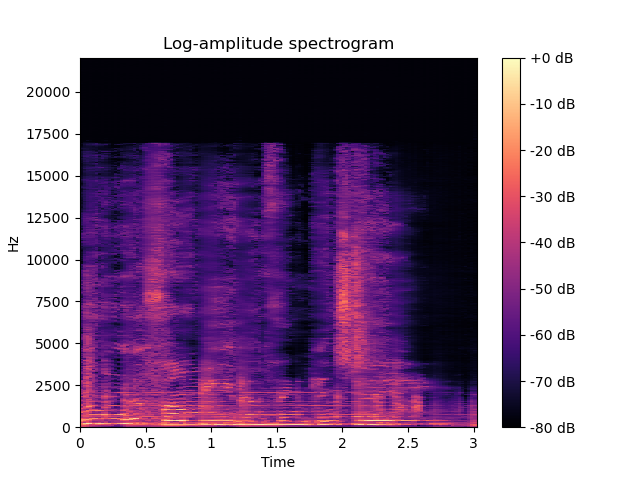 Log-amplitude spectrogram
Hz
20000
17500
15000
12500
10000
7500
5000
2500
0
0 0.5 1 1.5 2 2.5 3
Time
+0 dB
-10 dB
-20 dB
-30 dB
-40 dB
-50 dB
-60 dB
-70 dB
-80 dB